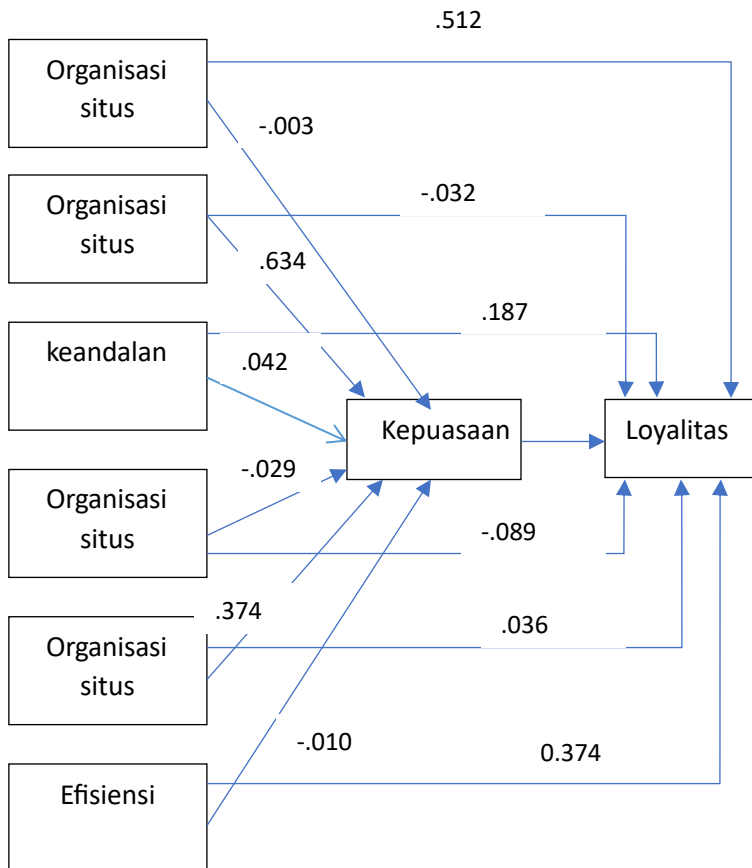 .512
Organisasi
situs
-.003
Organisasi
situs
-.032
.634
.187
keandalan
.042
Kepuasaan
Loyalitas
-.029
Organisasi
situs
-.089
.374
.036
Organisasi
situs
-.010
0.374
Efisiensi